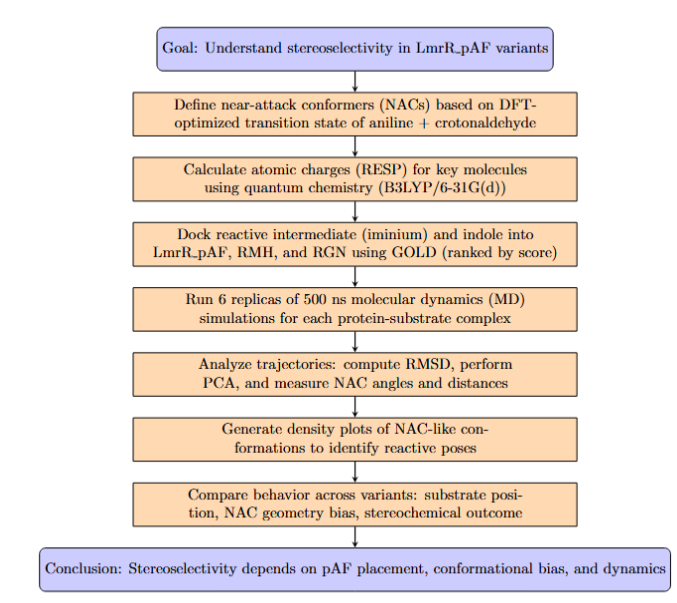 Goal: Understand stereoselectivity in LmrR_pAF variants
Define near-attack conformers (NACs) based on DFT-
optimized transition state of aniline + crotonaldehyde
Calculate atomic charges (RESP) for key molecules
using quantum chemistry (B3LYP/6-31G(d))
Dock reactive intermediate (iminium) and indole into
LmrR_pAF, RMH, and RGN using GOLD (ranked by score)
Run 6 replicas of 500 ns molecular dynamics (MD)
simulations for each protein-substrate complex
Analyze trajectories: compute RMSD, perform
PCA, and measure NAC angles and distances
Generate density plots of NAC-like con-
formations to identify reactive poses
Compare behavior across variants: substrate posi-
tion, NAC geometry bias, stereochemical outcome
Conclusion: Stereoselectivity depends on pAF placement, conformational bias, and dynamics